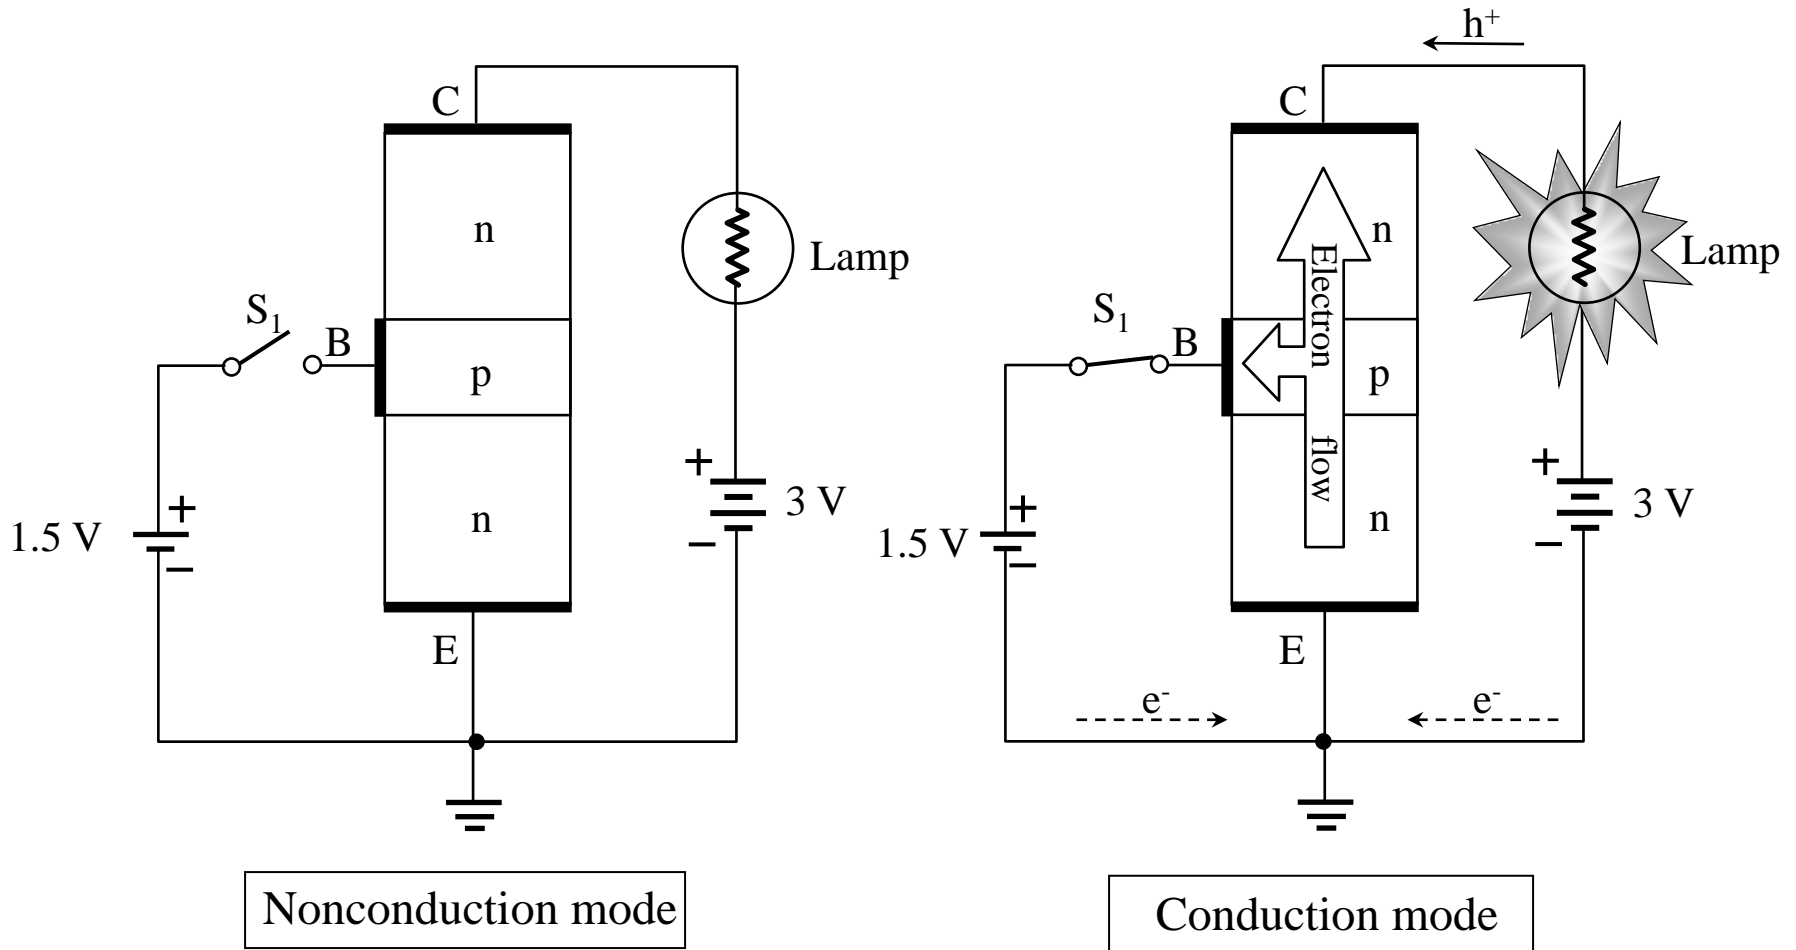 C
n
Lamp
S₁
B
p
+
3 V
n
+
1.5 V
−
−
E
Nonconduction mode
h⁺
C
n
Lamp
Electron flow
S₁
B
p
+
3 V
n
+
1.5 V
−
−
E
e⁻
e⁻
Conduction mode